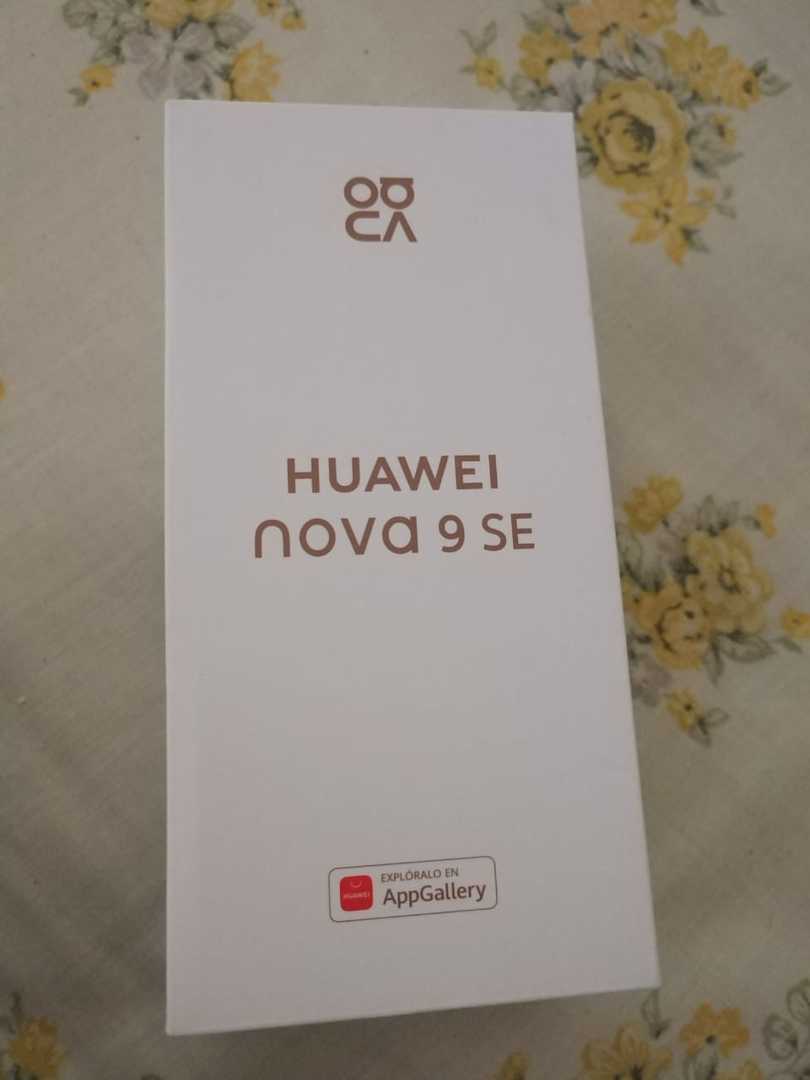 HUAWEI
nova 9 SE
HUAWEI
EXPLÓRALO EN
AppGallery